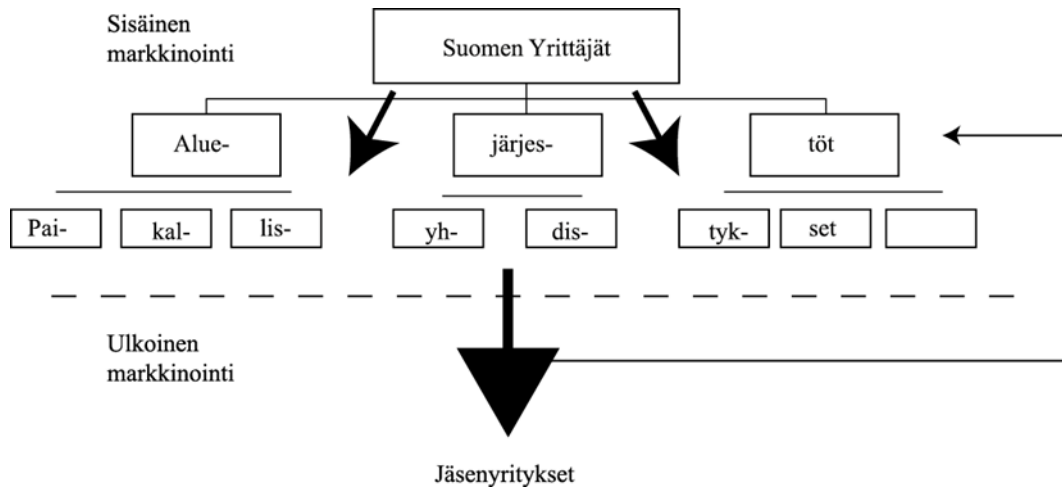 Sisäinen
markkinointi
Suomen Yrittäjät
Alue-
järjes-
töt
Pai-
kal-
lis-
yh-
dis-
tyk-
set
Ulkoinen
markkinointi
Jäsenyritykset